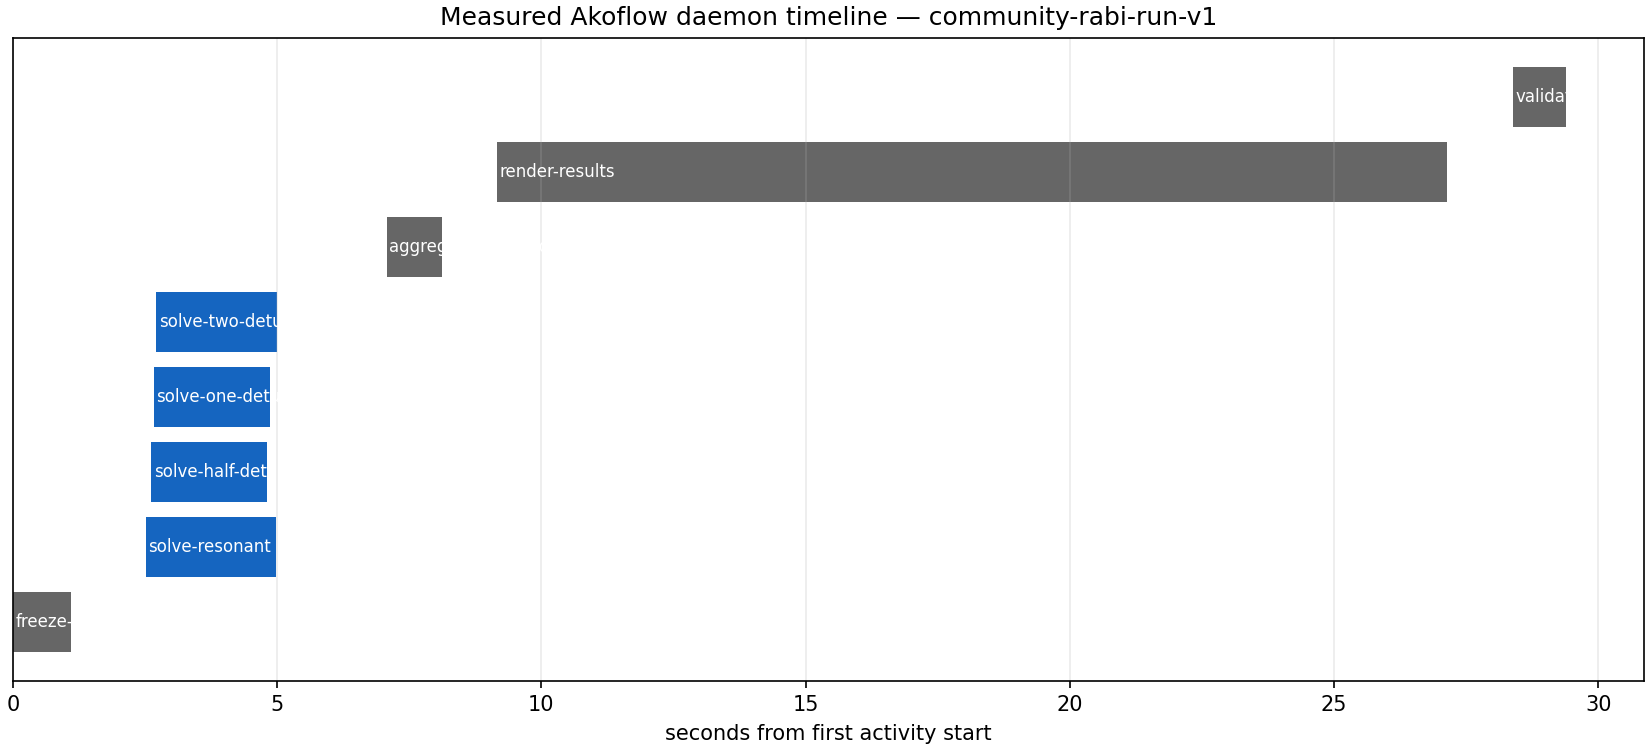 Measured Akoflow daemon timeline — community-rabi-run-v1
valida
render-results
aggreg
solve-two-detu
solve-one-det
solve-half-det
solve-resonant
freeze-
0 5 10 15 20 25 30
seconds from first activity start